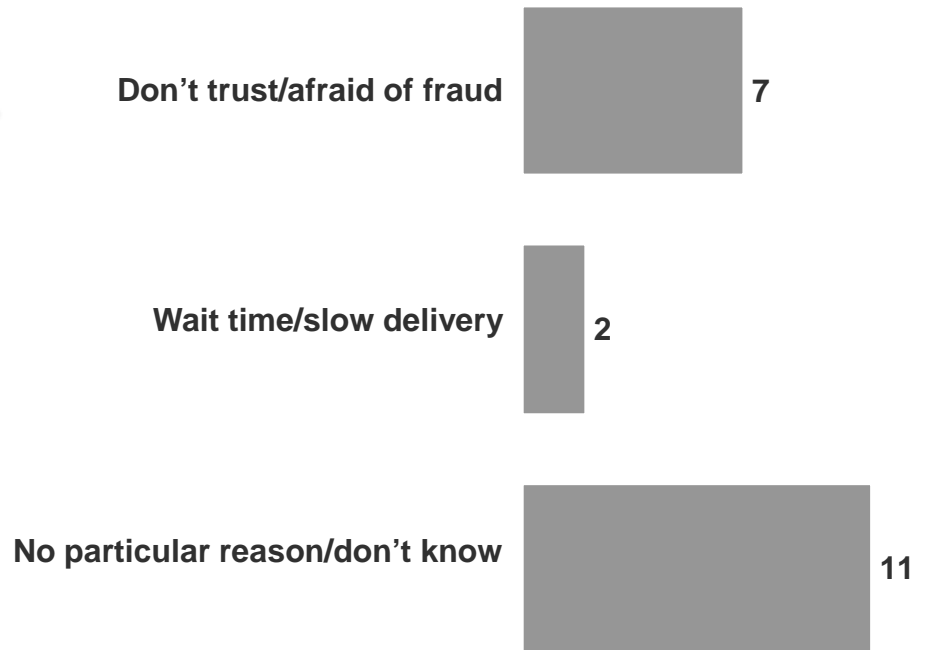 Don’t trust/afraid of fraud 7
Wait time/slow delivery 2
No particular reason/don’t know 11